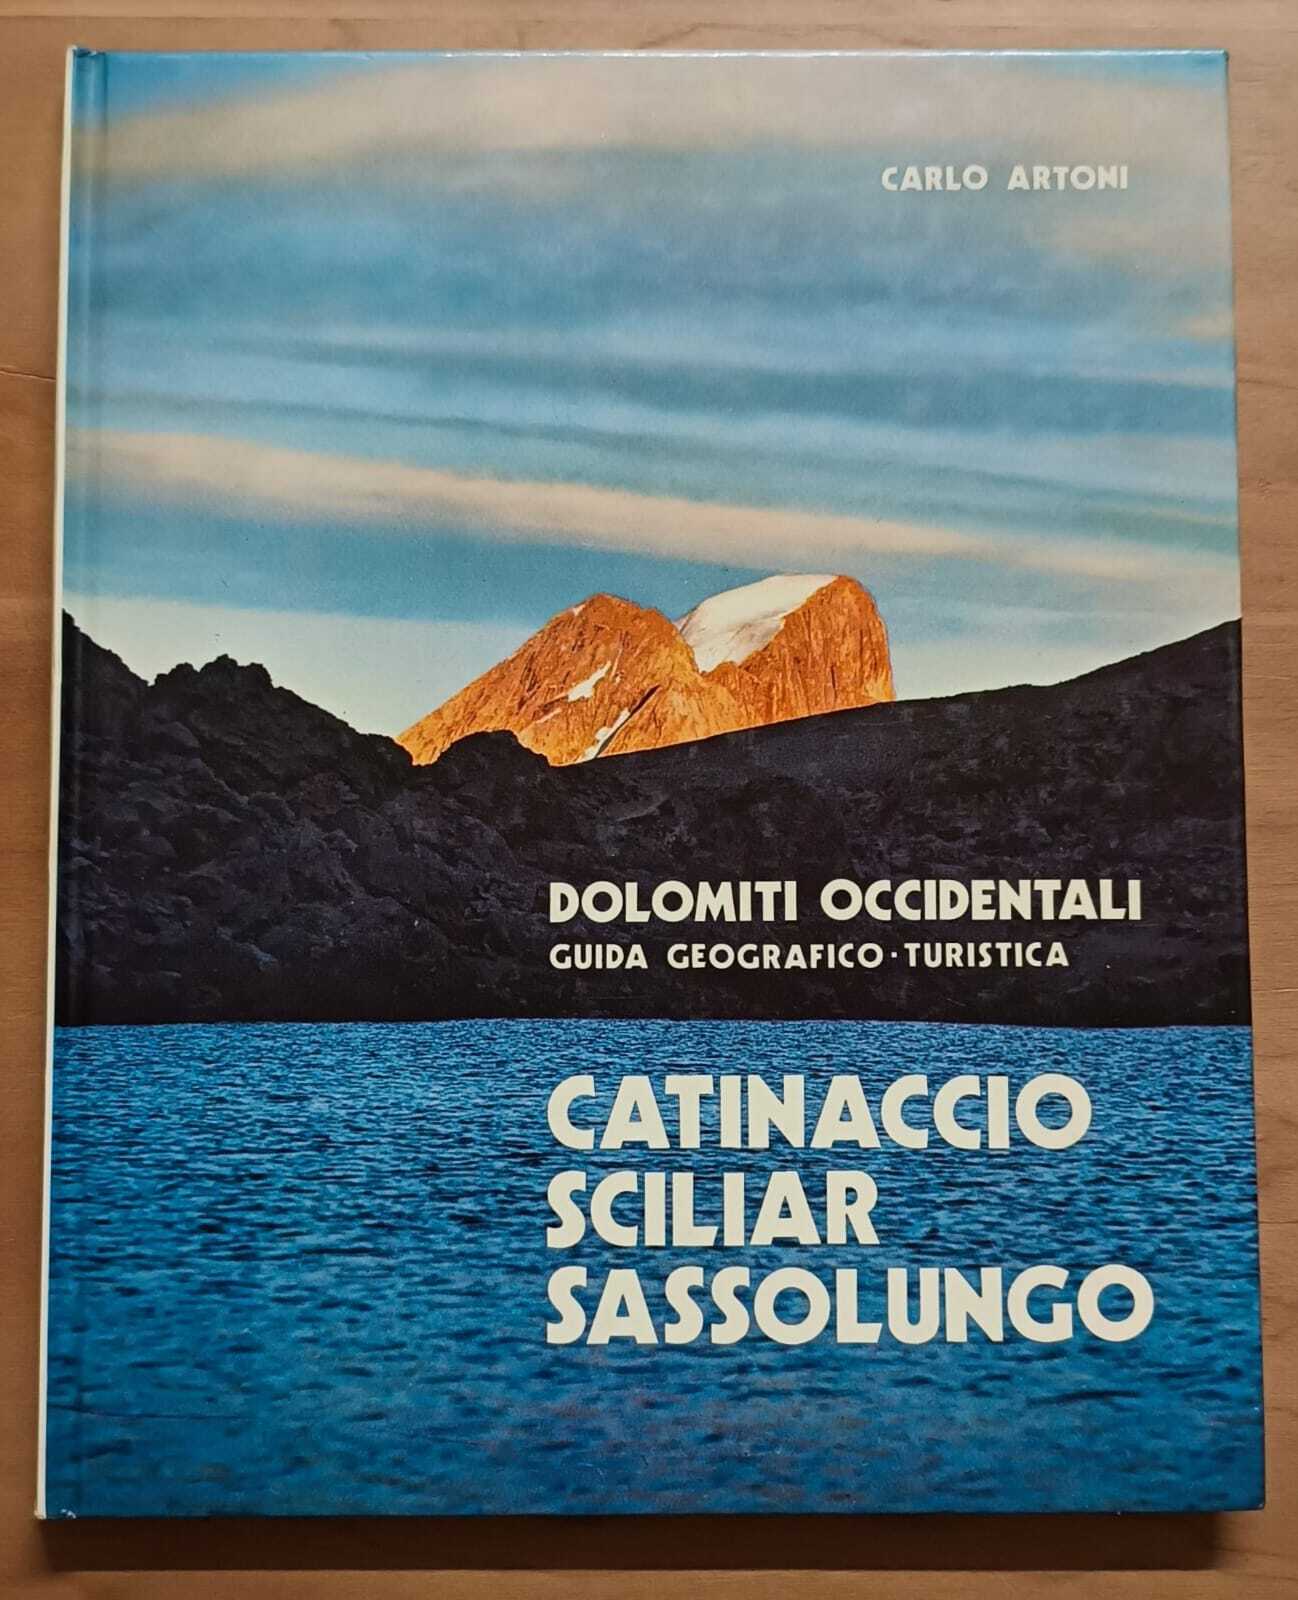 CARLO ARTONI
DOLOMITI OCCIDENTALI
GUIDA GEOGRAFICO·TURISTICA
CATINACCIO
SCILIAR
SASSOLUNGO